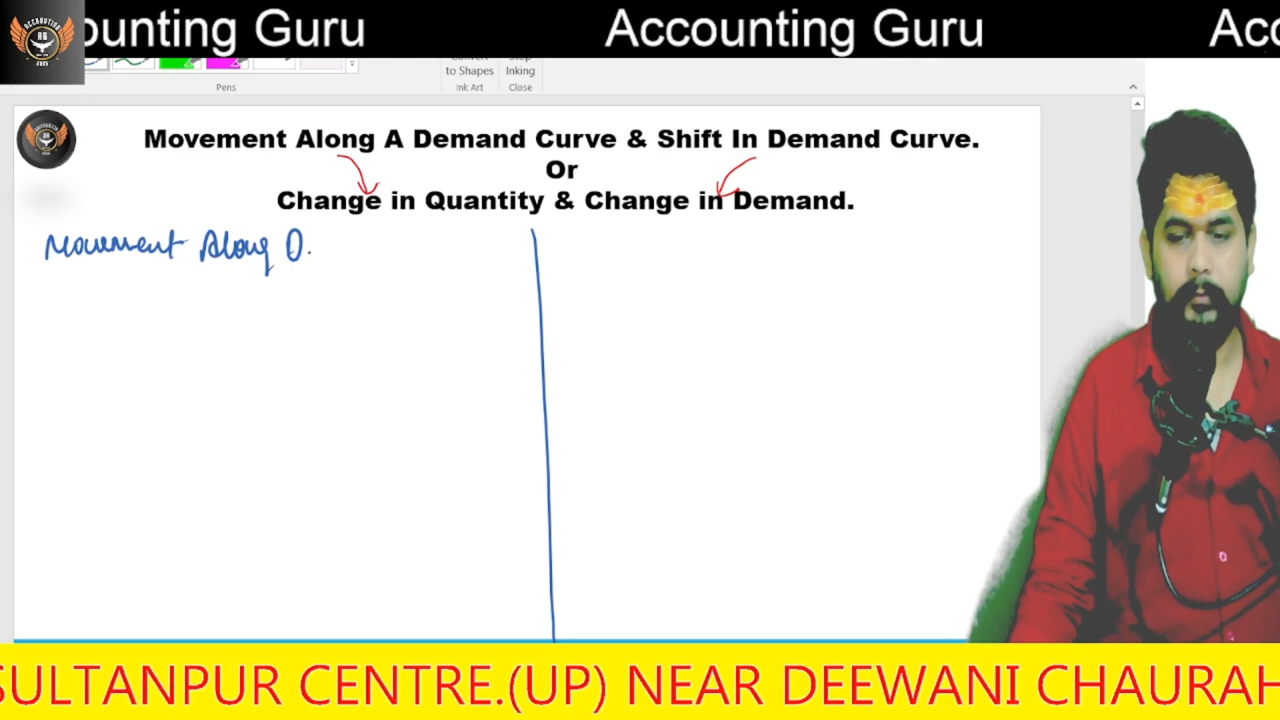 ounting Guru Accounting Guru Acc
to Shapes Inking
Pens Ink Art Close
Movement Along A Demand Curve & Shift In Demand Curve.
Or
Change in Quantity & Change in Demand.
Movement Along D.
SULTANPUR CENTRE.(UP) NEAR DEEWANI CHAURAH